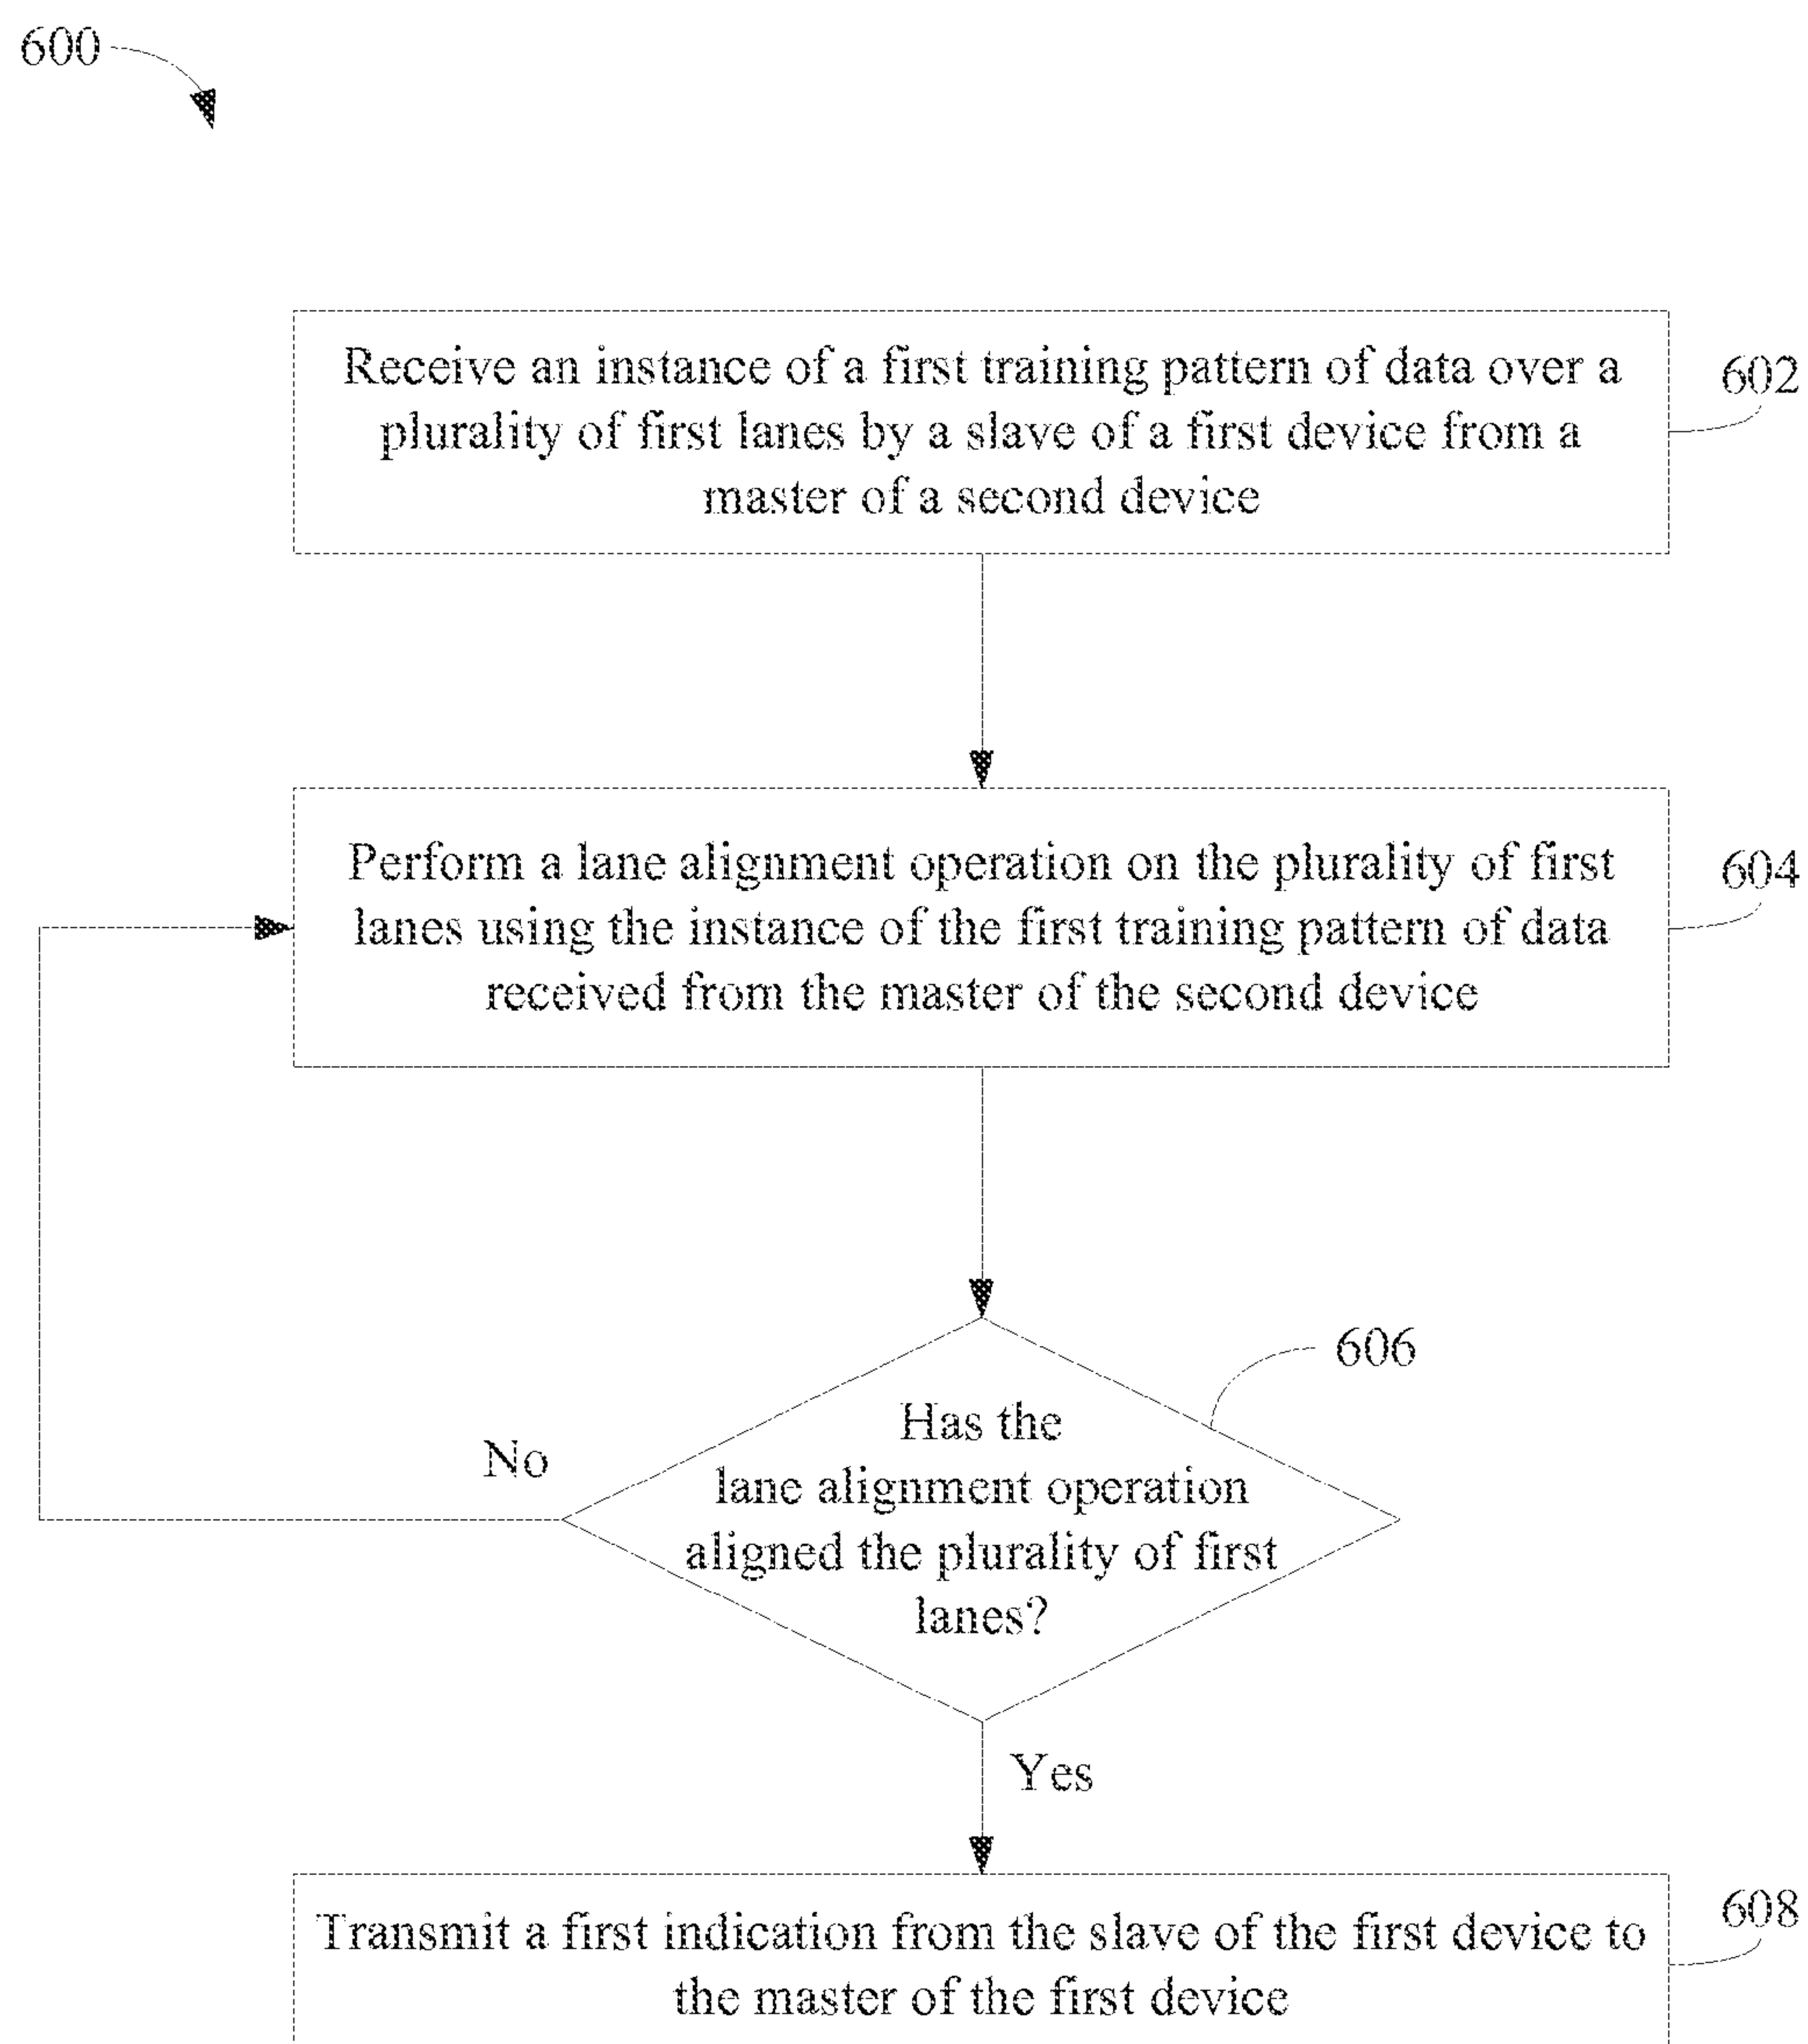 600
Receive an instance of a first training pattern of data over a
plurality of first lanes by a slave of a first device from a
master of a second device
602
Perform a lane alignment operation on the plurality of first
lanes using the instance of the first training pattern of data
received from the master of the second device
604
606
Has the
lane alignment operation
aligned the plurality of first
lanes?
No
Yes
Transmit a first indication from the slave of the first device to
the master of the first device
608